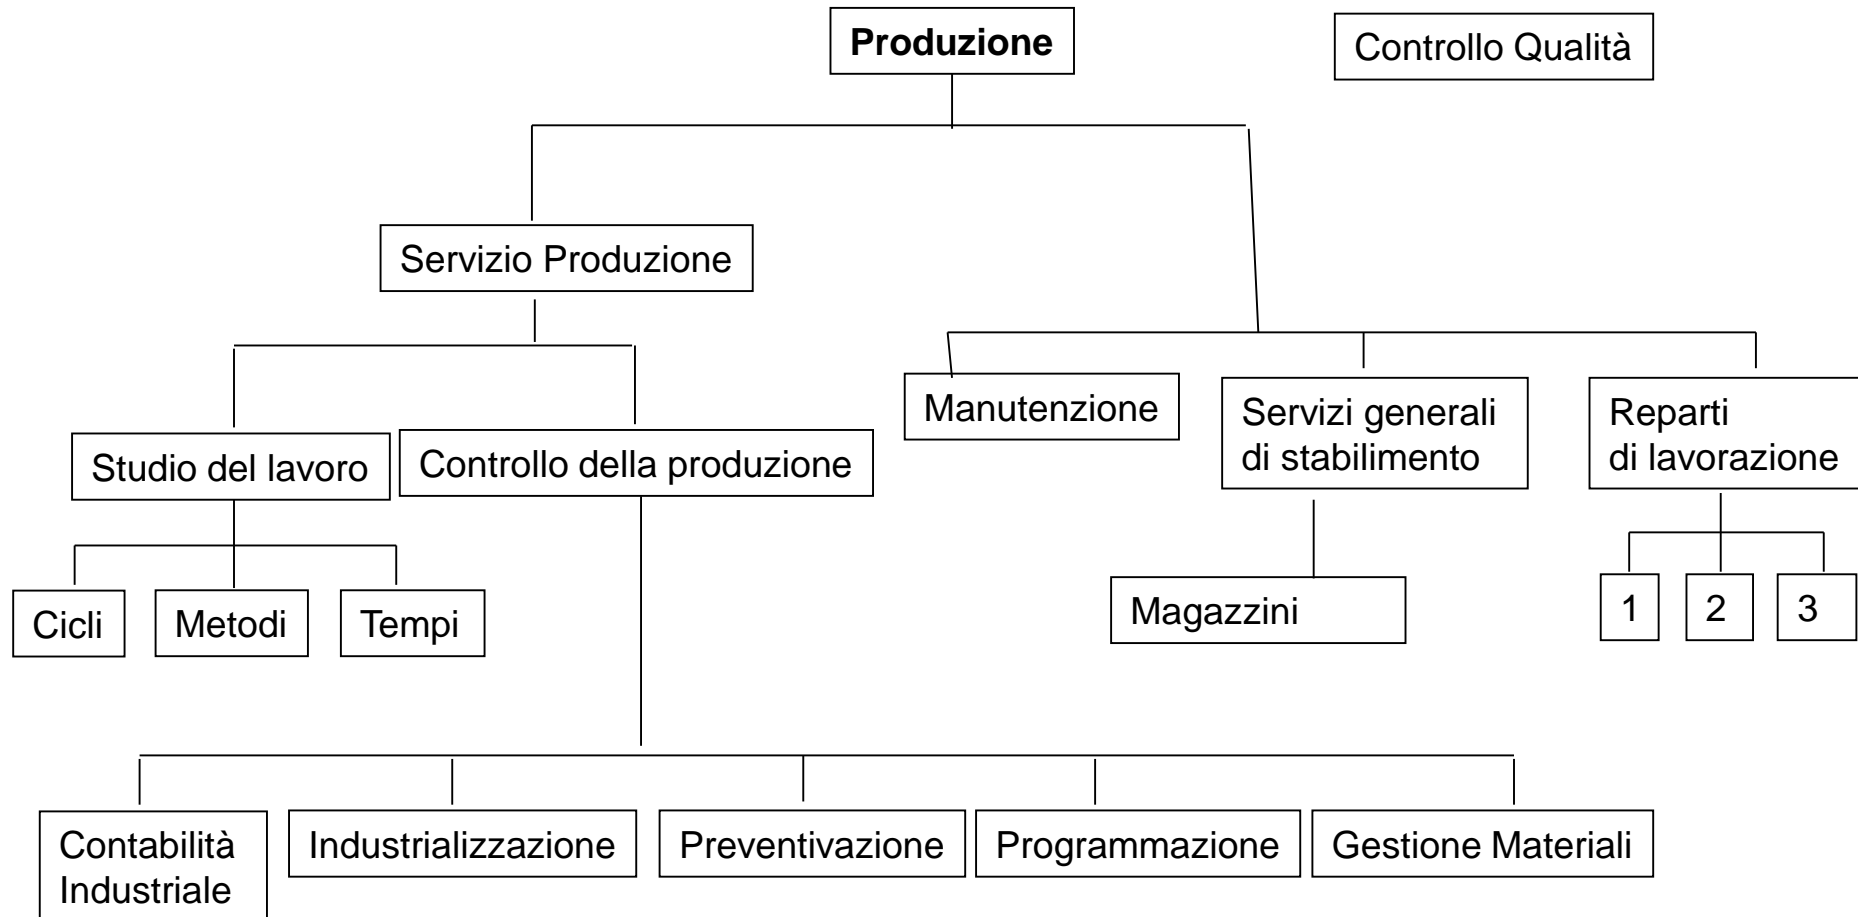 Produzione
Controllo Qualità
Servizio Produzione
Manutenzione
Servizi generali
di stabilimento
Reparti
di lavorazione
Studio del lavoro
Controllo della produzione
Cicli
Metodi
Tempi
Magazzini
1
2
3
Contabilità
Industriale
Industrializzazione
Preventivazione
Programmazione
Gestione Materiali